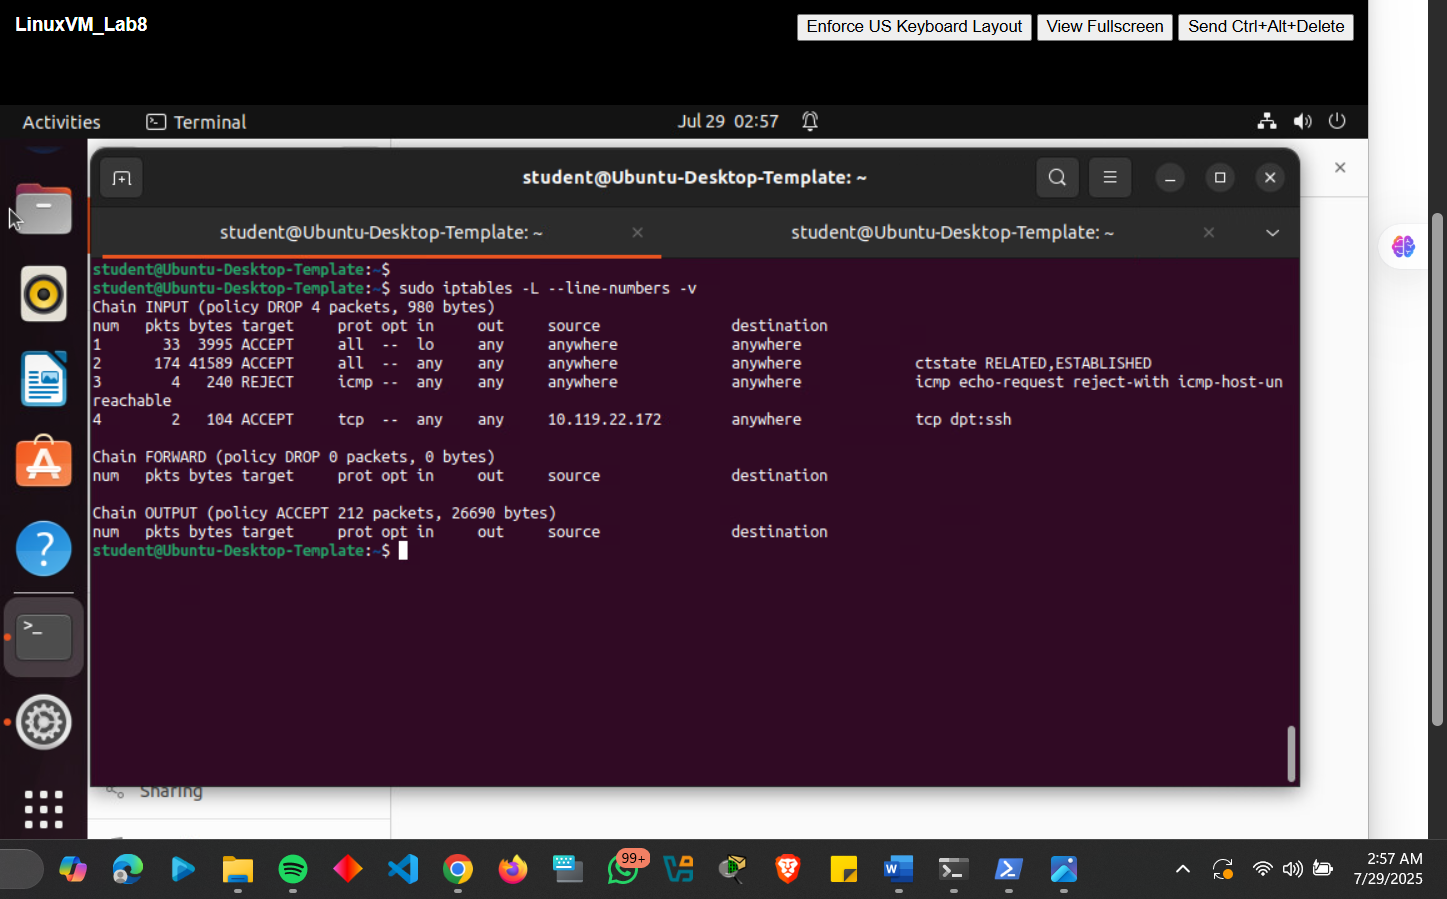 LinuxVM_Lab8
Enforce US Keyboard Layout View Fullscreen Send Ctrl+Alt+Delete
Activities Terminal Jul 29 02:57
student@Ubuntu-Desktop-Template: ~
student@Ubuntu-Desktop-Template: ~ student@Ubuntu-Desktop-Template: ~
student@Ubuntu-Desktop-Template:~$
student@Ubuntu-Desktop-Template:~$ sudo iptables -L --line-numbers -v
Chain INPUT (policy DROP 4 packets, 980 bytes)
num pkts bytes target prot opt in out source destination
1 33 3995 ACCEPT all -- lo any anywhere anywhere
2 174 41589 ACCEPT all -- any any anywhere anywhere ctstate RELATED,ESTABLISHED
3 4 240 REJECT icmp -- any any anywhere anywhere icmp echo-request reject-with icmp-host-un
reachable
4 2 104 ACCEPT tcp -- any any 10.119.22.172 anywhere tcp dpt:ssh
Chain FORWARD (policy DROP 0 packets, 0 bytes)
num pkts bytes target prot opt in out source destination
Chain OUTPUT (policy ACCEPT 212 packets, 26690 bytes)
num pkts bytes target prot opt in out source destination
student@Ubuntu-Desktop-Template:~$
Sharing
99+
2:57 AM
7/29/2025